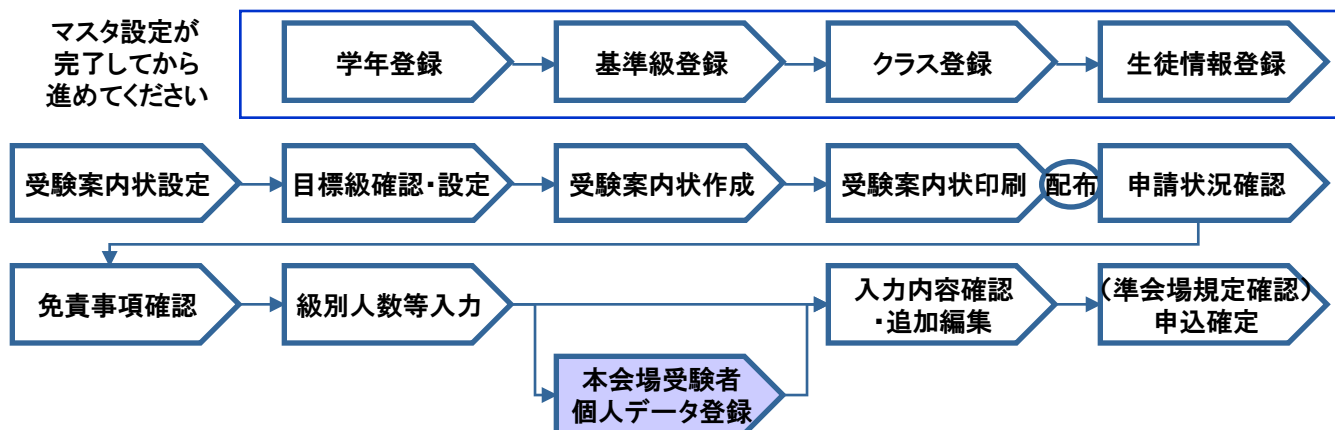 マスタ設定が
完了してから
進めてください
学年登録
基準級登録
クラス登録
生徒情報登録
受験案内状設定
目標級確認・設定
受験案内状作成
受験案内状印刷
配布
申請状況確認
免責事項確認
級別人数等入力
入力内容確認
・追加編集
（準会場規定確認）
申込確定
本会場受験者
個人データ登録